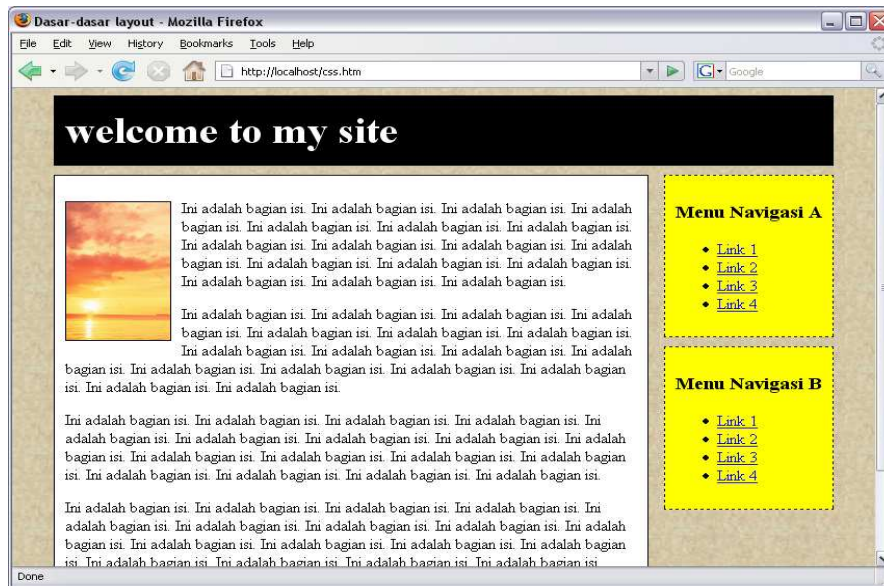 Dasar-dasar layout - Mozilla Firefox
File Edit View History Bookmarks Tools Help
http://localhost/css.htm
G Google
welcome to my site
Ini adalah bagian isi. Ini adalah bagian isi. Ini adalah bagian isi. Ini adalah
bagian isi. Ini adalah bagian isi. Ini adalah bagian isi. Ini adalah bagian isi.
Ini adalah bagian isi. Ini adalah bagian isi. Ini adalah bagian isi. Ini adalah
bagian isi. Ini adalah bagian isi. Ini adalah bagian isi. Ini adalah bagian isi.
Ini adalah bagian isi. Ini adalah bagian isi. Ini adalah bagian isi.
Ini adalah bagian isi. Ini adalah bagian isi. Ini adalah bagian isi. Ini adalah
bagian isi. Ini adalah bagian isi. Ini adalah bagian isi. Ini adalah bagian isi.
Ini adalah bagian isi. Ini adalah bagian isi. Ini adalah
bagian isi. Ini adalah bagian isi. Ini adalah bagian isi. Ini adalah bagian isi. Ini adalah bagian
isi. Ini adalah bagian isi. Ini adalah bagian isi.
Ini adalah bagian isi. Ini adalah bagian isi. Ini adalah bagian isi. Ini adalah bagian isi. Ini
adalah bagian isi. Ini adalah bagian isi. Ini adalah bagian isi. Ini adalah bagian isi. Ini adalah
bagian isi. Ini adalah bagian isi. Ini adalah bagian isi. Ini adalah bagian isi. Ini adalah bagian
isi. Ini adalah bagian isi. Ini adalah bagian isi. Ini adalah bagian isi. Ini adalah bagian isi.
Ini adalah bagian isi. Ini adalah bagian isi. Ini adalah bagian isi. Ini adalah bagian isi. Ini
adalah bagian isi. Ini adalah bagian isi. Ini adalah bagian isi. Ini adalah bagian isi. Ini adalah
bagian isi. Ini adalah bagian isi. Ini adalah bagian isi. Ini adalah bagian isi. Ini adalah bagian
isi. Ini adalah bagian isi. Ini adalah bagian isi. Ini adalah bagian isi. Ini adalah bagian isi.
Menu Navigasi A
Link 1
Link 2
Link 3
Link 4
Menu Navigasi B
Link 1
Link 2
Link 3
Link 4
Done